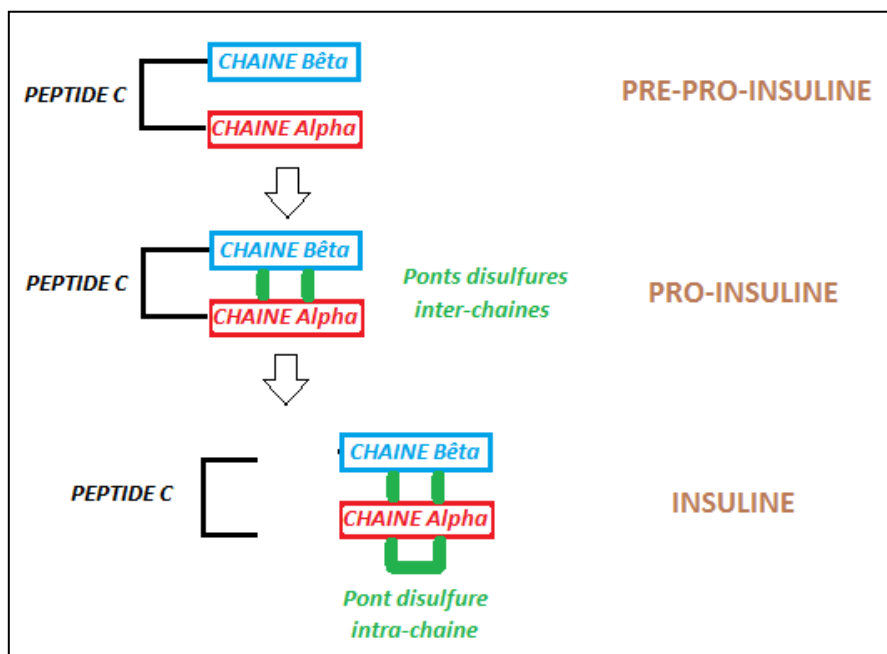 CHAINE Bêta
PEPTIDE C
PRE-PRO-INSULINE
CHAINE Alpha
CHAINE Bêta
PEPTIDE C
Ponts disulfures
inter-chaines
PRO-INSULINE
CHAINE Alpha
CHAINE Bêta
PEPTIDE C
INSULINE
CHAINE Alpha
Pont disulfure
intra-chaine